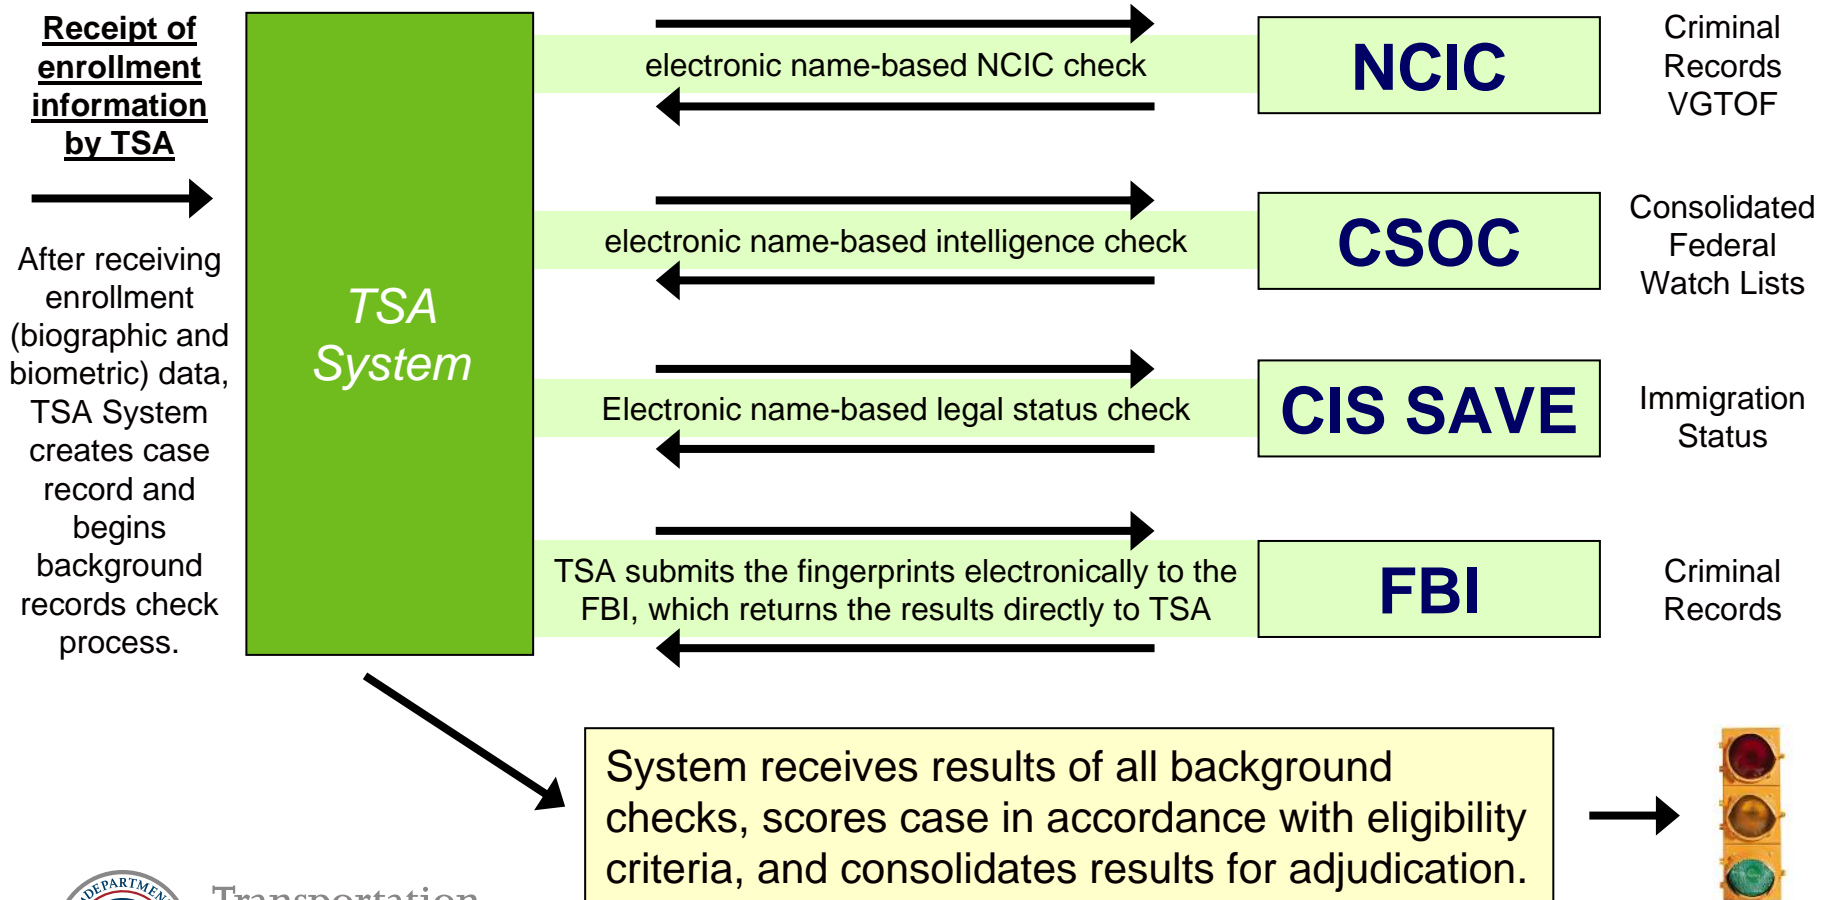 Receipt of
enrollment
information
by TSA
After receiving
enrollment
(biographic and
biometric) data,
TSA System
creates case
record and
begins
background
records check
process.
TSA
System
electronic name-based NCIC check
NCIC
Criminal
Records
VGTOF
electronic name-based intelligence check
CSOC
Consolidated
Federal
Watch Lists
Electronic name-based legal status check
CIS SAVE
Immigration
Status
TSA submits the fingerprints electronically to the
FBI, which returns the results directly to TSA
FBI
Criminal
Records
System receives results of all background
checks, scores case in accordance with eligibility
criteria, and consolidates results for adjudication.
Transportation